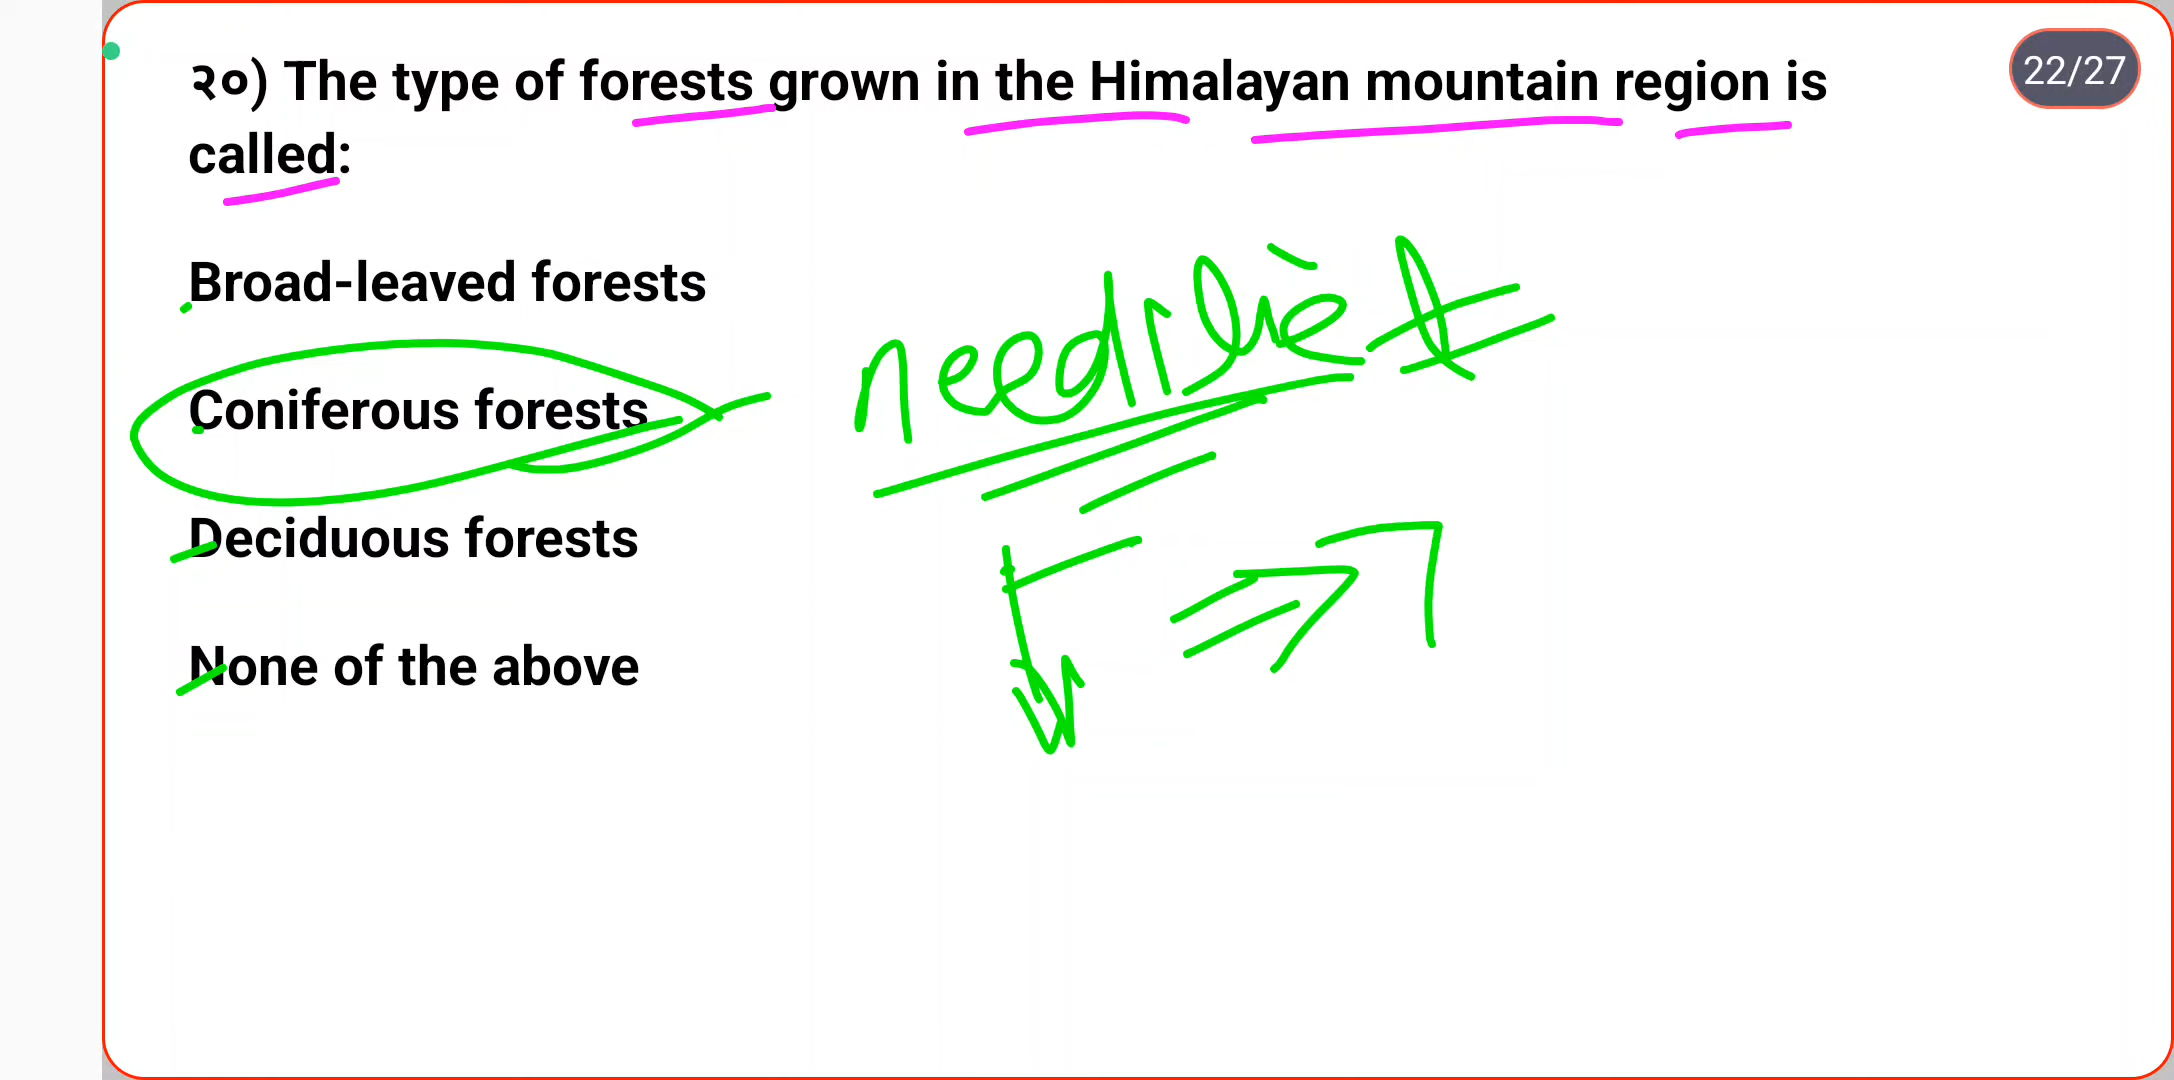 २०) The type of forests grown in the Himalayan mountain region is
called:
22/27
Broad-leaved forests
Coniferous forests
Deciduous forests
None of the above